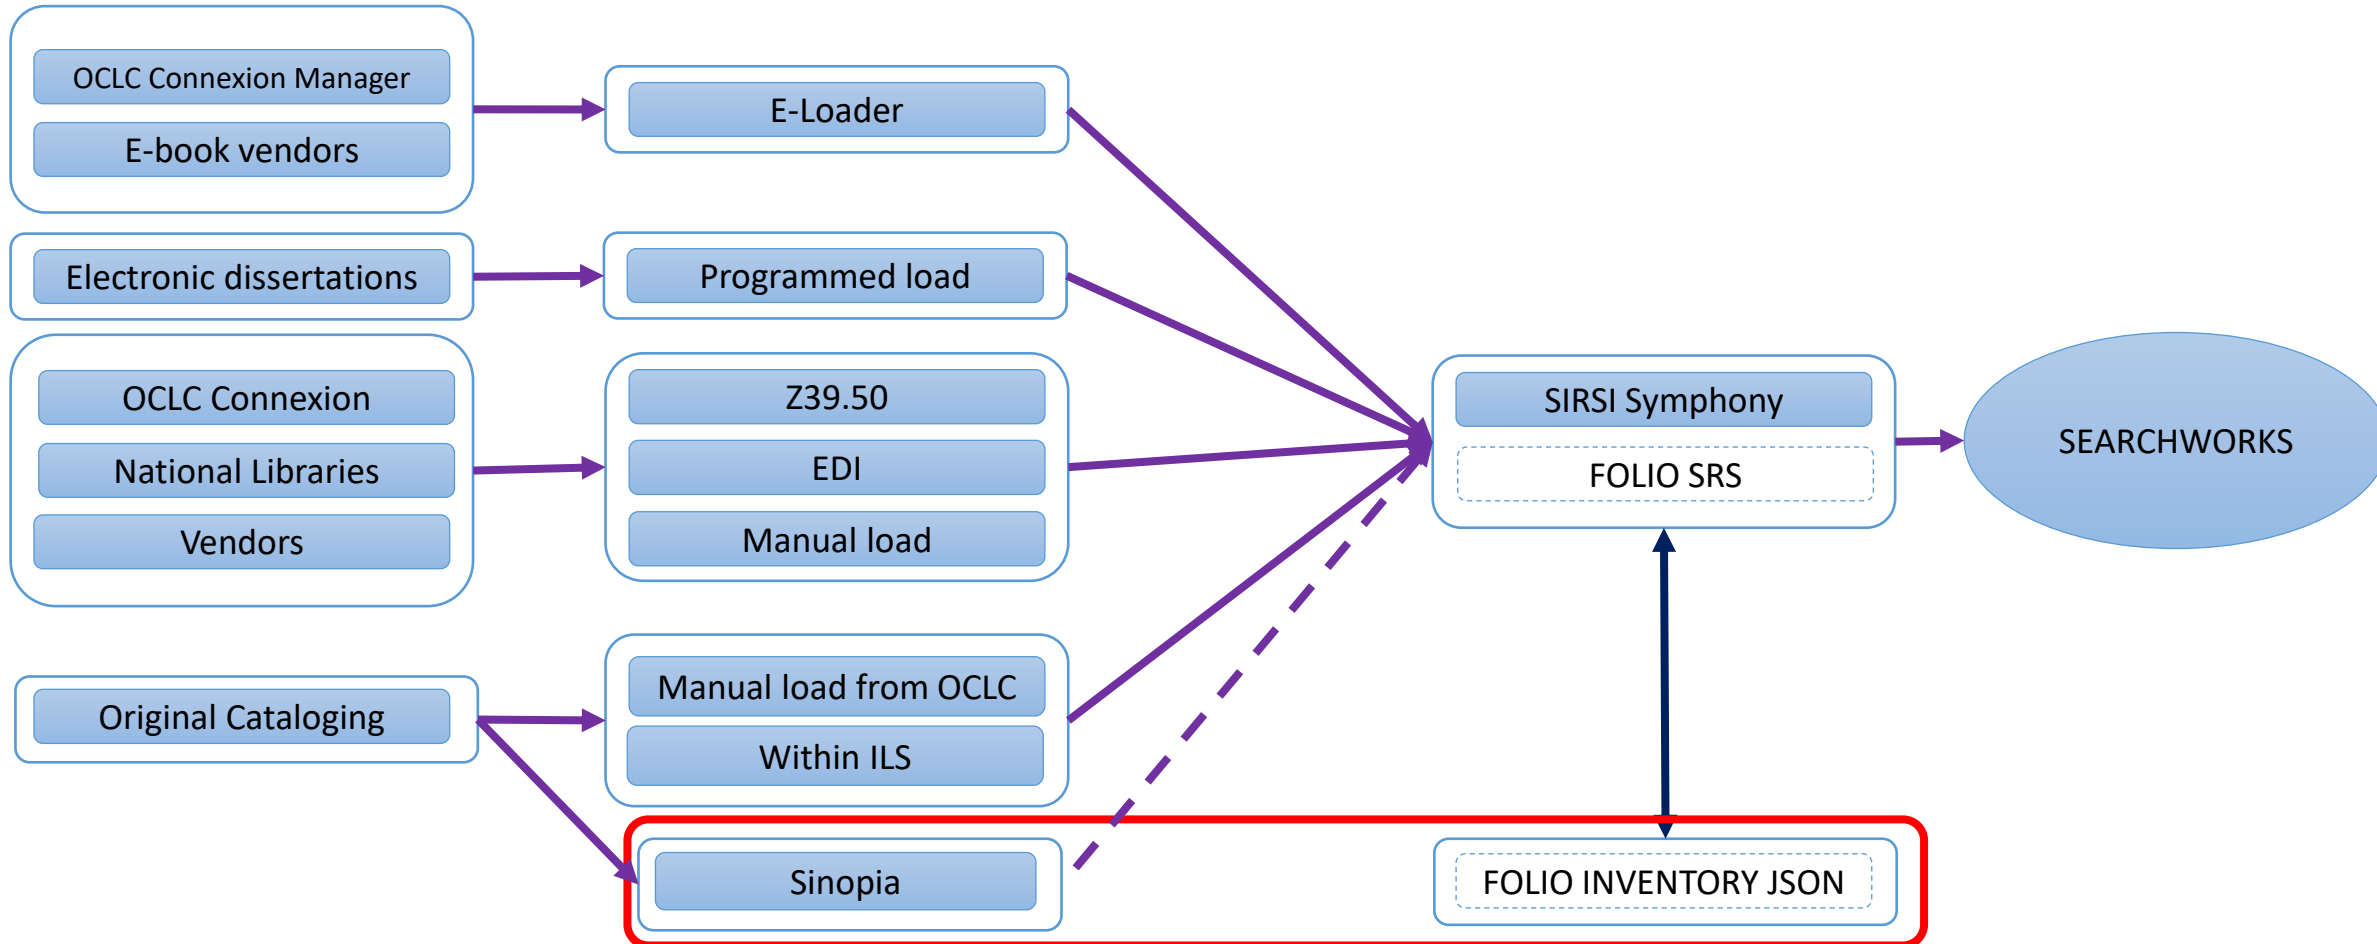 OCLC Connexion Manager
E-book vendors
E-Loader
Electronic dissertations
Programmed load
OCLC Connexion
National Libraries
Vendors
Z39.50
EDI
Manual load
SIRSI Symphony
FOLIO SRS
SEARCHWORKS
Original Cataloging
Manual load from OCLC
Within ILS
Sinopia
FOLIO INVENTORY JSON